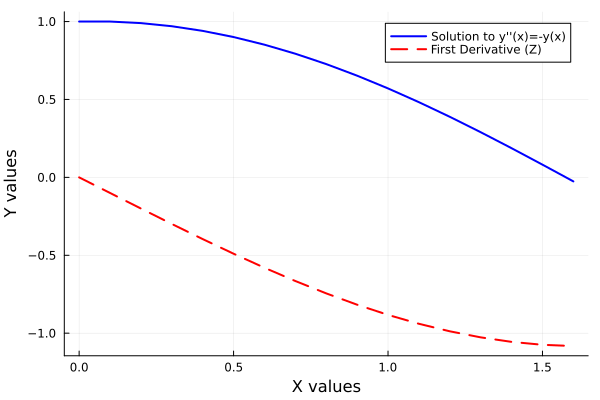 1.0
0.5
0.0
−0.5
−1.0
Y values
Solution to y''(x)=-y(x)
First Derivative (Z)
0.0 0.5 1.0 1.5
X values